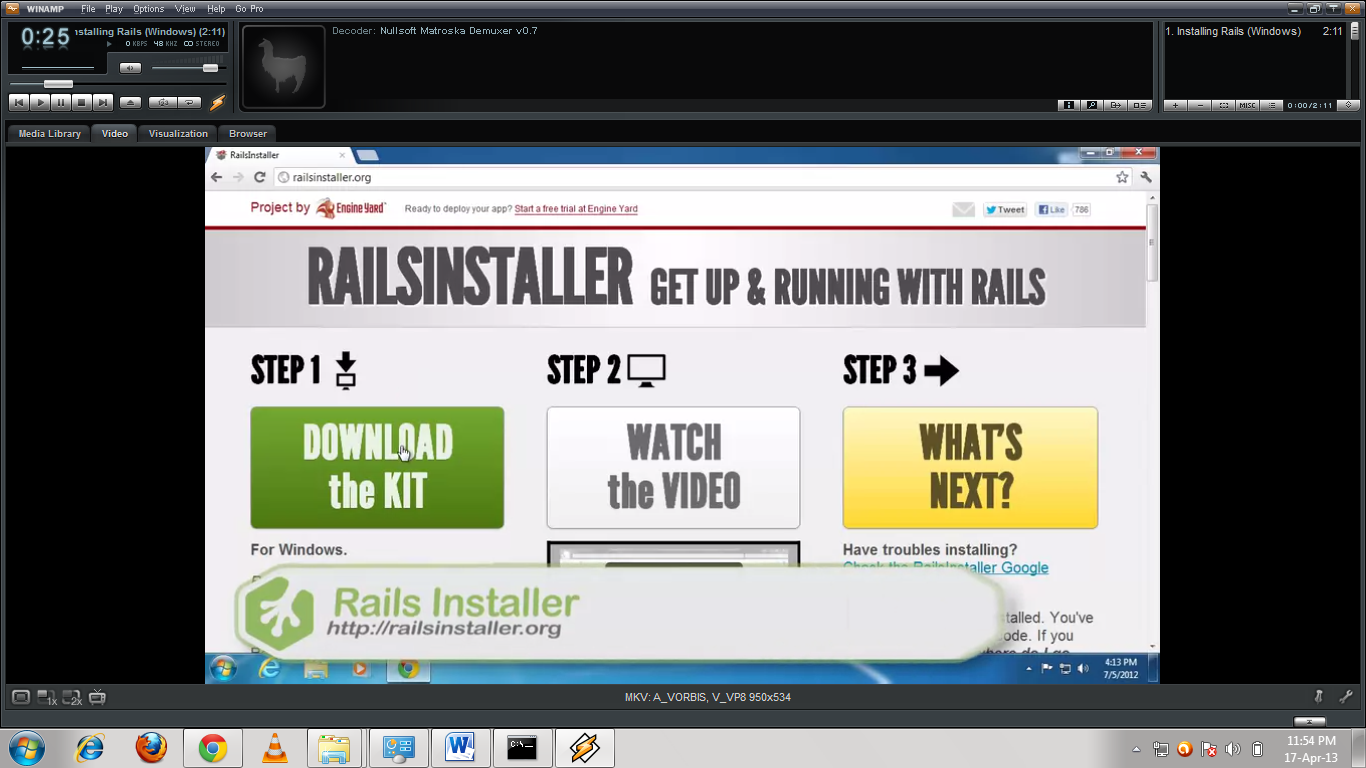 WINAMP File Play Options View Help Go Pro
0:25
nstalling Rails (Windows) (2:11)
0 KBPS 48 KHZ STEREO
Decoder: Nullsoft Matroska Demuxer v0.7
1. Installing Rails (Windows) 2:11
MISC 0:00/2:11
Media Library Video Visualization Browser
RailsInstaller
railsinstaller.org
Project by Engine Yard Ready to deploy your app? Start a free trial at Engine Yard
Tweet Like 786
RAILSINSTALLER GET UP & RUNNING WITH RAILS
STEP 1 STEP 2 STEP 3
DOWNLOAD the KIT
WATCH the VIDEO
WHAT'S NEXT?
For Windows.
Have troubles installing?
Check the RailsInstaller Google
stalled. You've
ode. If you
Rails Installer
http://railsinstaller.org
4:13 PM
7/5/2012
1x 2x
MKV: A_VORBIS, V_VP8 950x534
11:54 PM
17-Apr-13